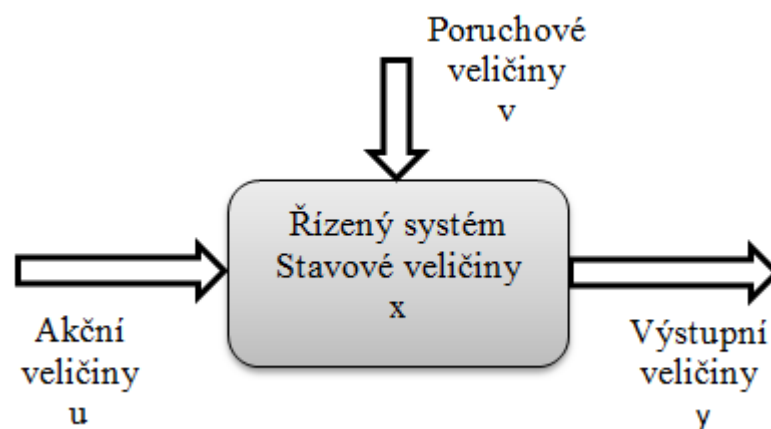 Poruchové
veličiny
v
Řízený systém
Stavové veličiny
x
Akční
veličiny
u
Výstupní
veličiny
y